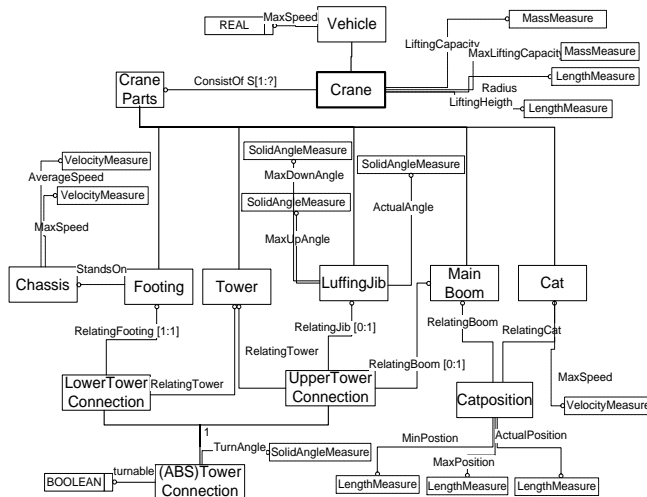 REAL
MaxSpeed
Vehicle
MassMeasure
LiftingCapacity
MaxLiftingCapacity
MassMeasure
Crane
Parts
ConsistOf S[1:?]
Crane
Radius
LengthMeasure
LiftingHeigth
LengthMeasure
VelocityMeasure
AverageSpeed
VelocityMeasure
MaxSpeed
SolidAngleMeasure
MaxDownAngle
SolidAngleMeasure
MaxUpAngle
SolidAngleMeasure
ActualAngle
Chassis
StandsOn
Footing
Tower
LuffingJib
Main
Boom
Cat
RelatingFooting [1:1]
RelatingJib [0:1]
RelatingBoom
RelatingCat
RelatingTower
RelatingBoom [0:1]
LowerTower
Connection
RelatingTower
UpperTower
Connection
MaxSpeed
Catposition
VelocityMeasure
1
TurnAngle
SolidAngleMeasure
MinPostion
ActualPosition
MaxPosition
BOOLEAN
turnable
(ABS)Tower
Connection
LengthMeasure
LengthMeasure
LengthMeasure